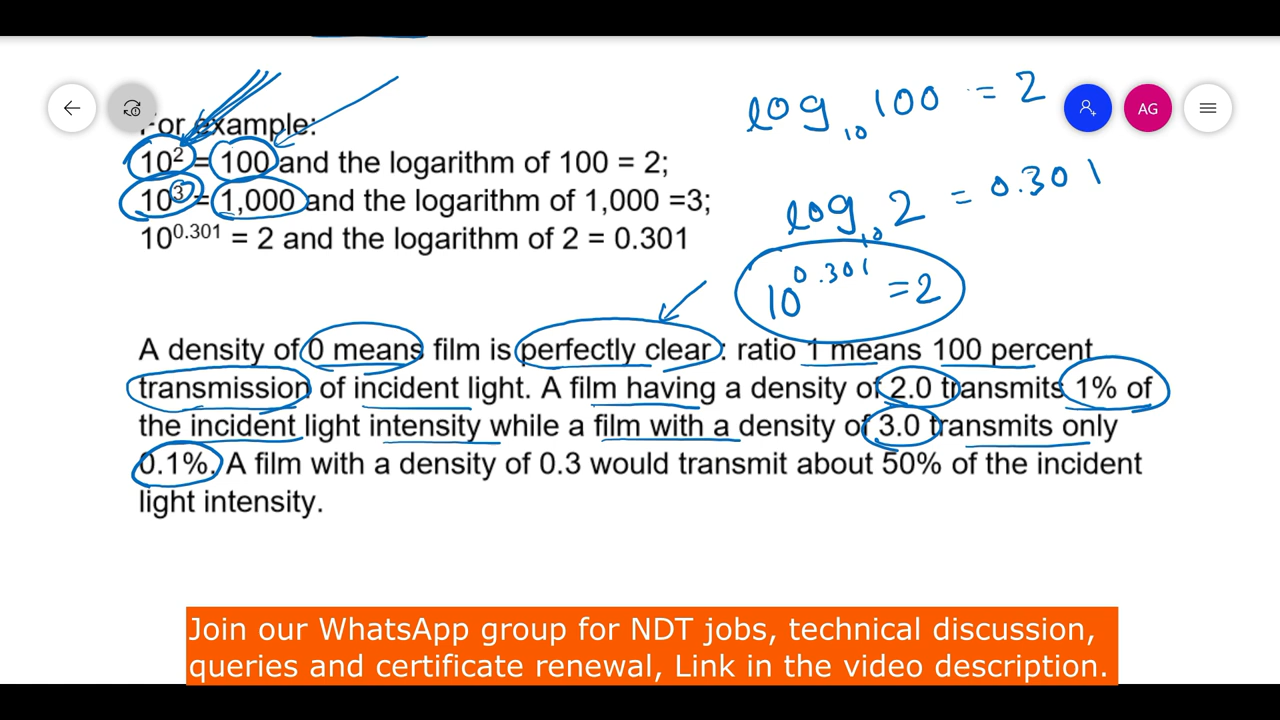 For example:
10² = 100 and the logarithm of 100 = 2;
10³ = 1,000 and the logarithm of 1,000 =3;
10^0.301 = 2 and the logarithm of 2 = 0.301
log₁₀ 100 = 2
AG
log₁₀ 2 = 0.301
10^0.301 = 2
A density of 0 means film is perfectly clear : ratio 1 means 100 percent
transmission of incident light. A film having a density of 2.0 transmits 1% of
the incident light intensity while a film with a density of 3.0 transmits only
0.1%. A film with a density of 0.3 would transmit about 50% of the incident
light intensity.
Join our WhatsApp group for NDT jobs, technical discussion,
queries and certificate renewal, Link in the video description.